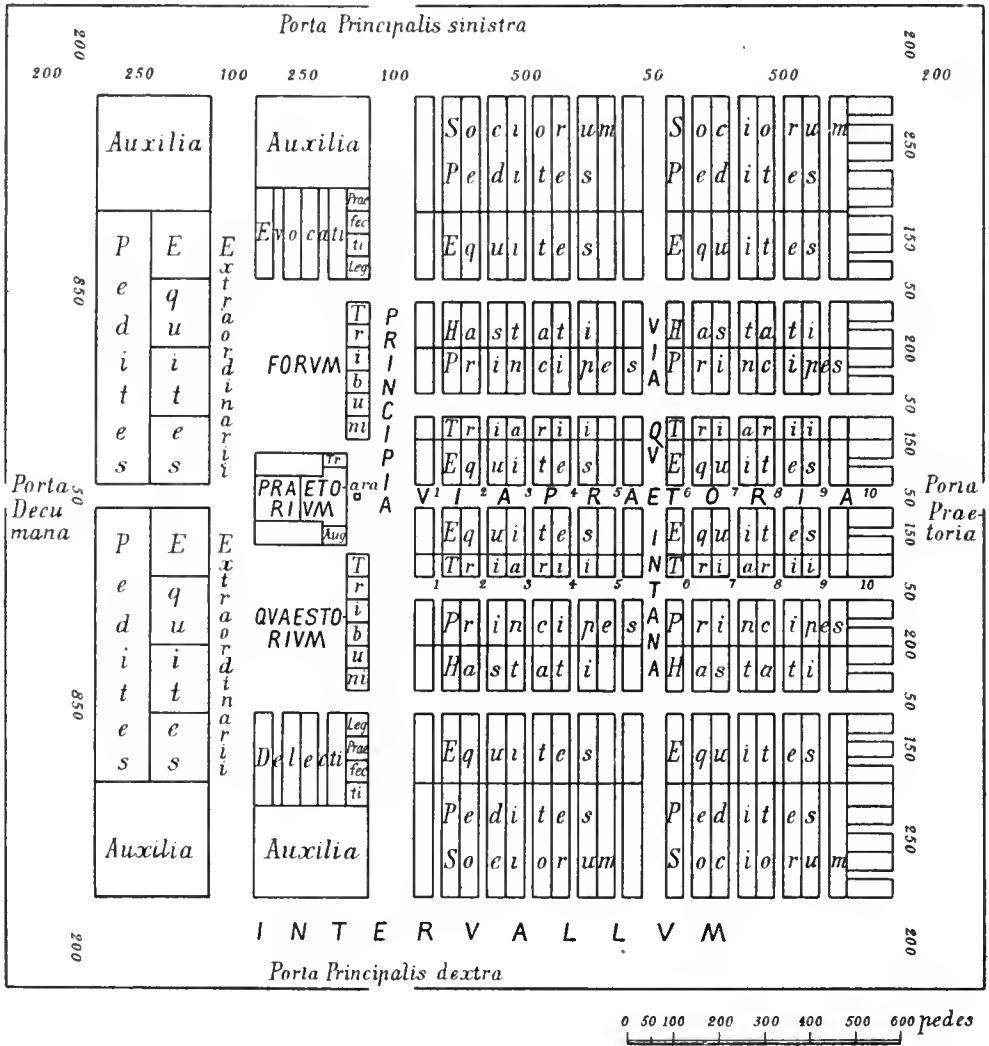 Porta Principalis sinistra
200 200
200 250 100 250 100 500 50 500 200
Auxilia Auxilia Sociorum Sociorum 250
Pedites Pedites
Evocati Praefecti Leg Equites Equites 150
Pedites Equites Extraordinarii
850 50
FORVM Tribuni PRINCIPIA Hastati VIA QVINTANA Hastati 200
Principes Principes
50
Triarii Triarii 150
Equites Equites
Porta Decumana 50 Tr PRAETORIVM ara Aug
1 2 3 4 5 6 7 8 9 10
VIA PRAETORIA 50 Porta Praetoria
Pedites Equites Extraordinarii
Equites Equites 150
Triarii Triarii
1 2 3 4 5 6 7 8 9 10
50
850 QVAESTORIVM Tribuni Principes Principes 200
Hastati Hastati
50
Delecti Leg Praefecti Equites Equites 150
Auxilia Auxilia Pedites Pedites 250
Soeiorum Sociorum
INTERVALLVM
200 200
Porta Principalis dextra
0 50 100 200 300 400 500 600 pedes